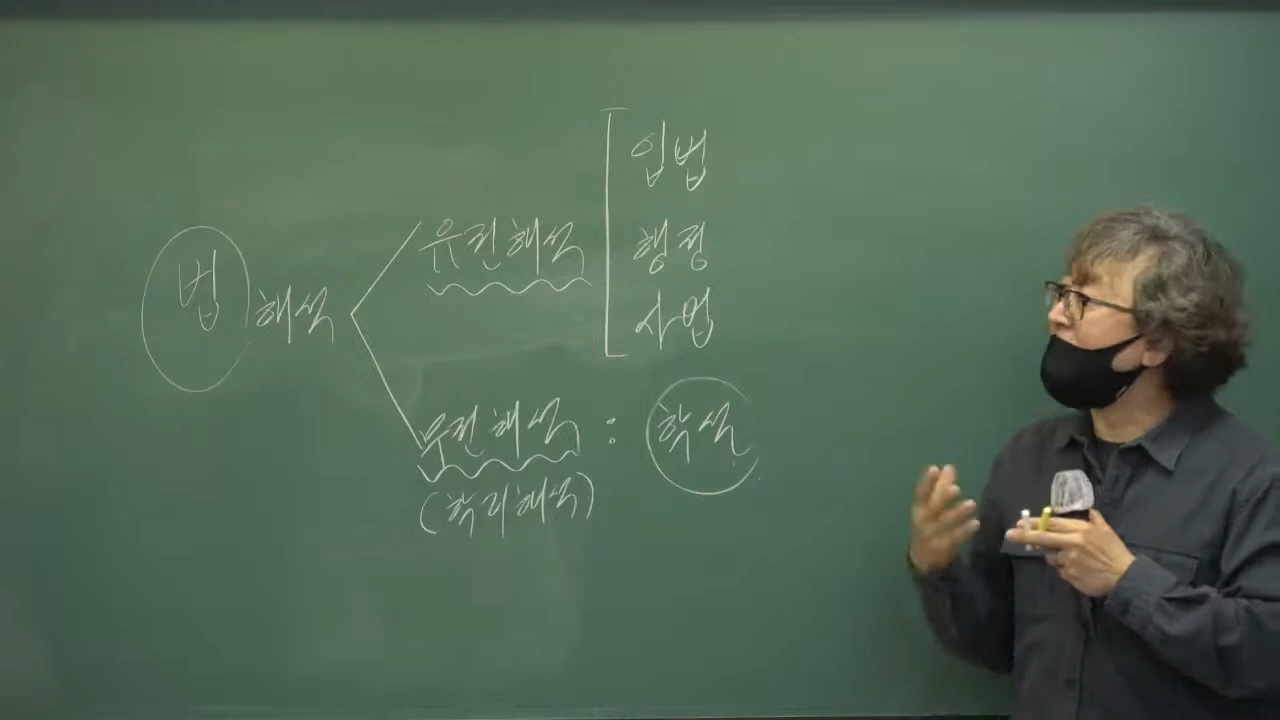 법 해석
유권해석
입법
행정
사법
무권해석 : 학설
(학리해석)